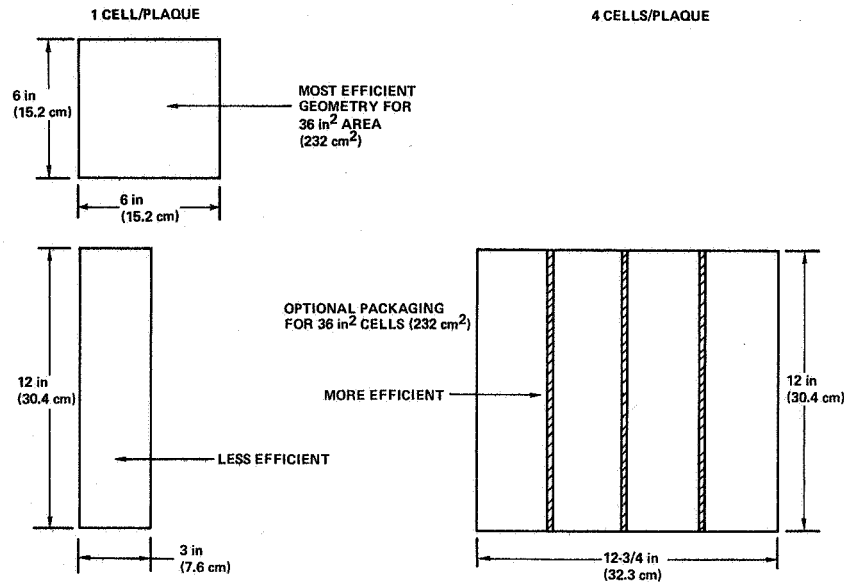 1 CELL/PLAQUE
4 CELLS/PLAQUE
6 in
(15.2 cm)
MOST EFFICIENT
GEOMETRY FOR
36 in² AREA
(232 cm²)
6 in
(15.2 cm)
OPTIONAL PACKAGING
FOR 36 in² CELLS (232 cm²)
12 in
(30.4 cm)
MORE EFFICIENT
12 in
(30.4 cm)
LESS EFFICIENT
3 in
(7.6 cm)
12-3/4 in
(32.3 cm)